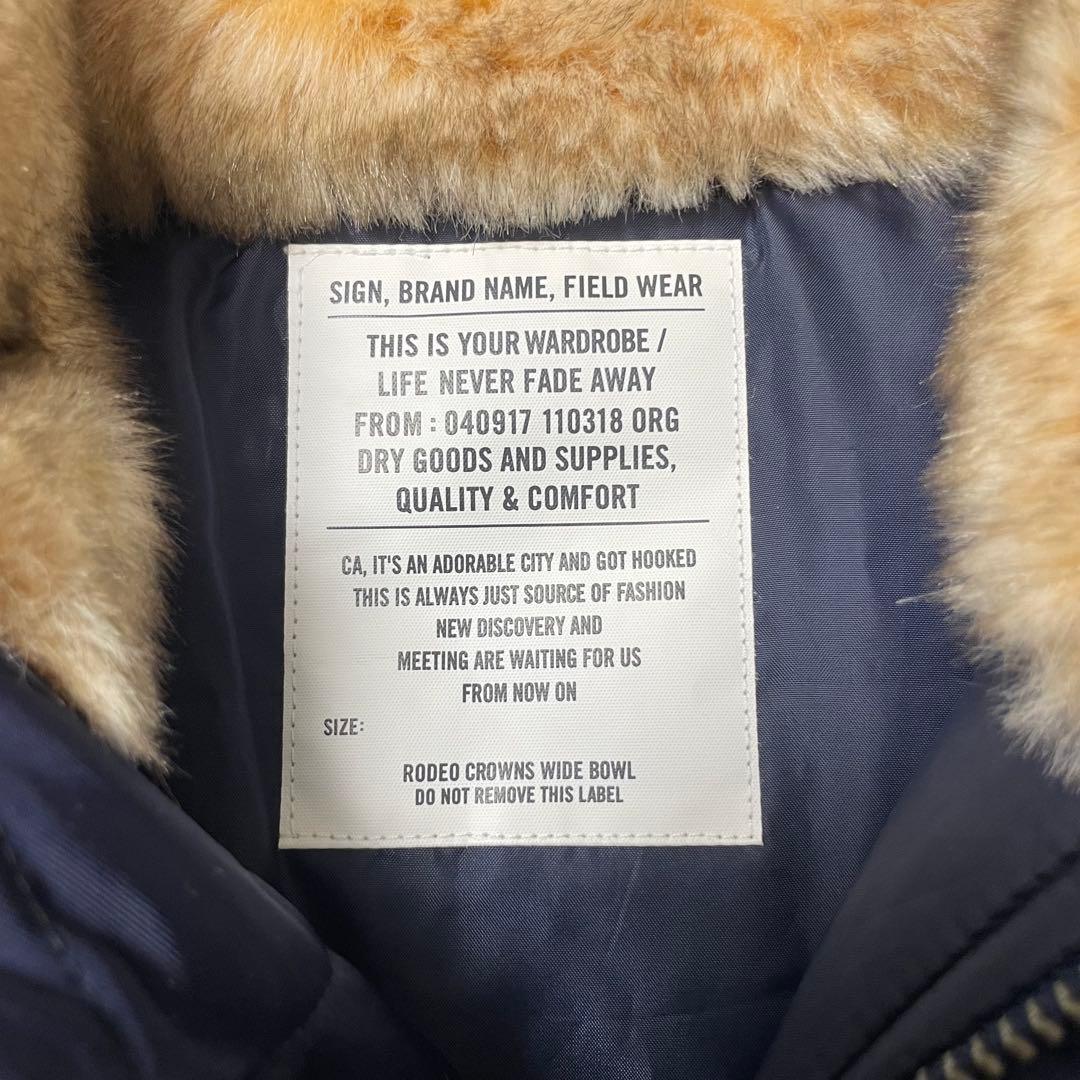 SIGN, BRAND NAME, FIELD WEAR
THIS IS YOUR WARDROBE /
LIFE NEVER FADE AWAY
FROM : 040917 110318 ORG
DRY GOODS AND SUPPLIES,
QUALITY & COMFORT
CA, IT'S AN ADORABLE CITY AND GOT HOOKED
THIS IS ALWAYS JUST SOURCE OF FASHION
NEW DISCOVERY AND
MEETING ARE WAITING FOR US
FROM NOW ON
SIZE:
RODEO CROWNS WIDE BOWL
DO NOT REMOVE THIS LABEL